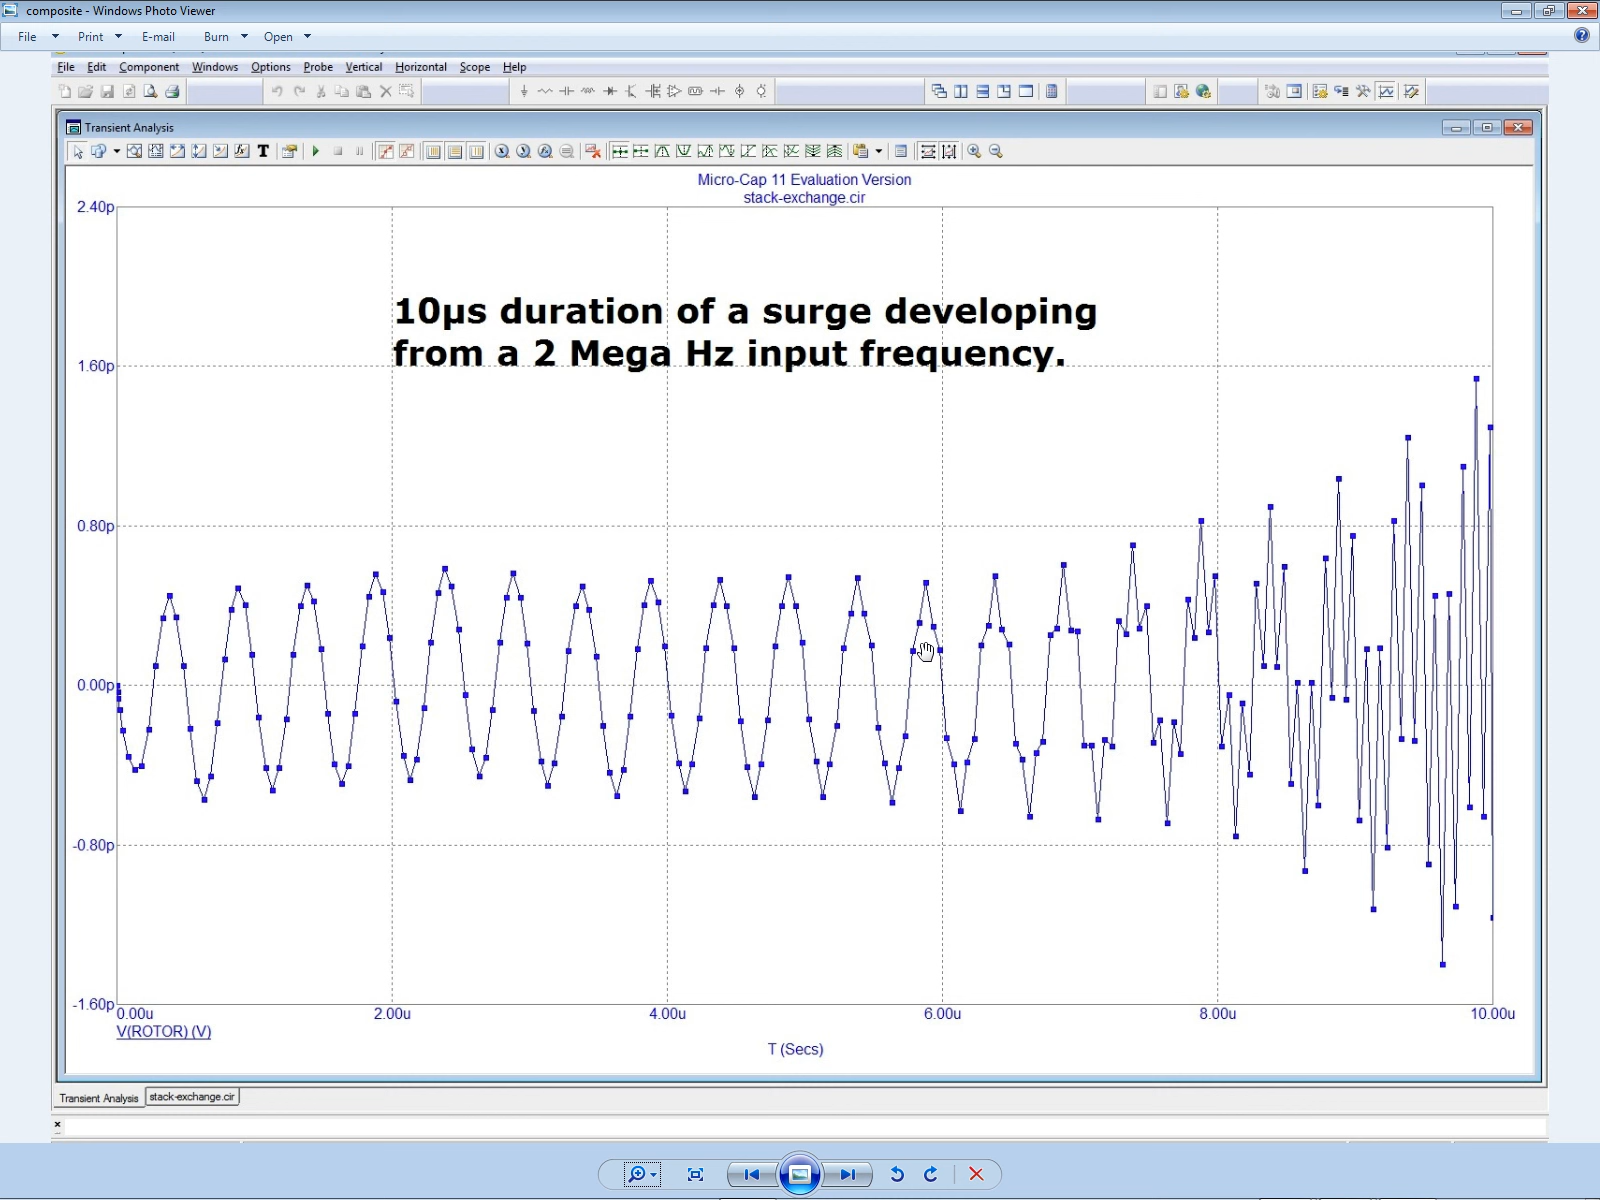 composite - Windows Photo Viewer
File Print E-mail Burn Open
File Edit Component Windows Options Probe Vertical Horizontal Scope Help
Transient Analysis
T
Micro-Cap 11 Evaluation Version
stack-exchange.cir
2.40p
10µs duration of a surge developing
from a 2 Mega Hz input frequency.
1.60p
0.80p
0.00p
-0.80p
-1.60p
0.00u 2.00u 4.00u 6.00u 8.00u 10.00u
V(ROTOR) (V)
T (Secs)
Transient Analysis stack-exchange.cir